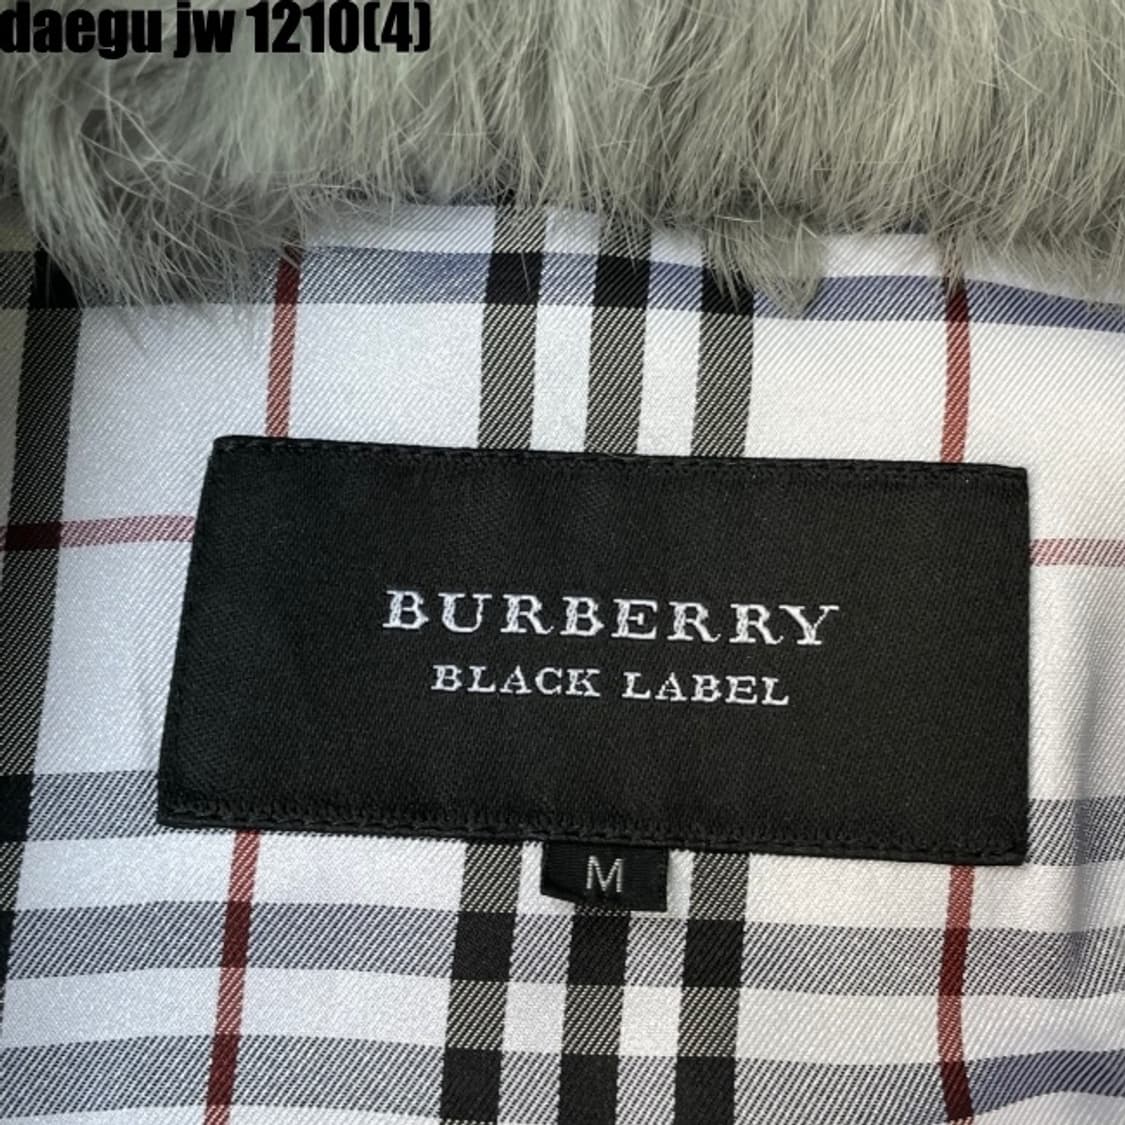 daegu jw 1210(4)
BURBERRY
BLACK LABEL
M